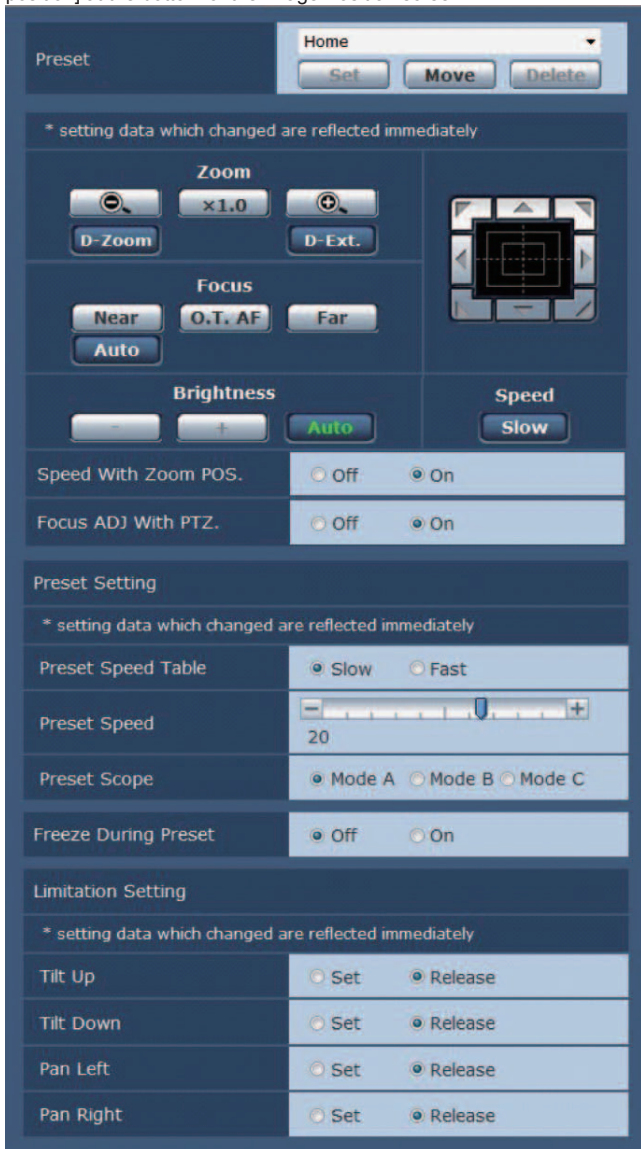 Home
Preset
Set Move Delete
* setting data which changed are reflected immediately
Zoom
×1.0
D-Zoom D-Ext.
Focus
Near O.T. AF Far
Auto
Brightness Speed
- + Auto Slow
Speed With Zoom POS. Off On
Focus ADJ With PTZ. Off On
Preset Setting
* setting data which changed are reflected immediately
Preset Speed Table Slow Fast
Preset Speed - +
20
Preset Scope Mode A Mode B Mode C
Freeze During Preset Off On
Limitation Setting
* setting data which changed are reflected immediately
Tilt Up Set Release
Tilt Down Set Release
Pan Left Set Release
Pan Right Set Release